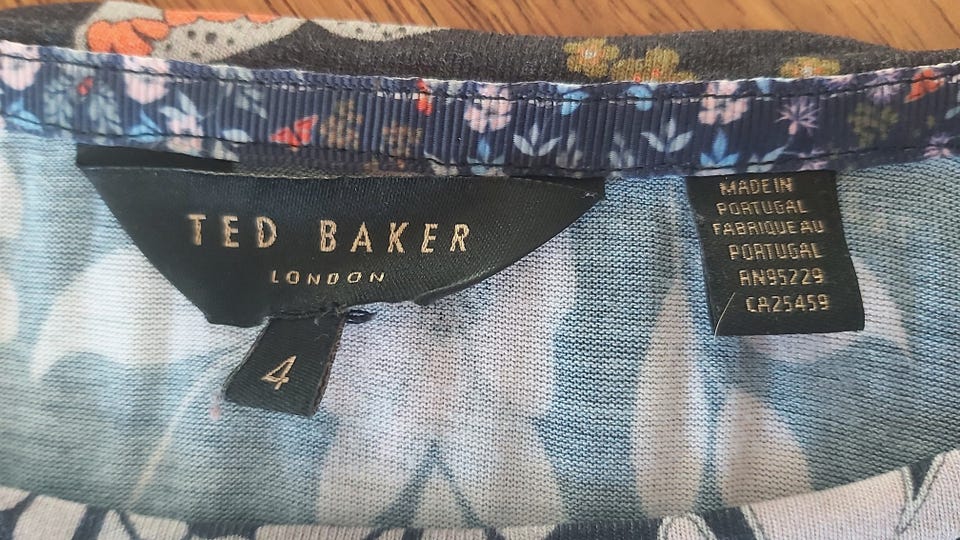 TED BAKER
LONDON
4
MADE IN
PORTUGAL
FABRIQUE AU
PORTUGAL
RN95229
CA25459